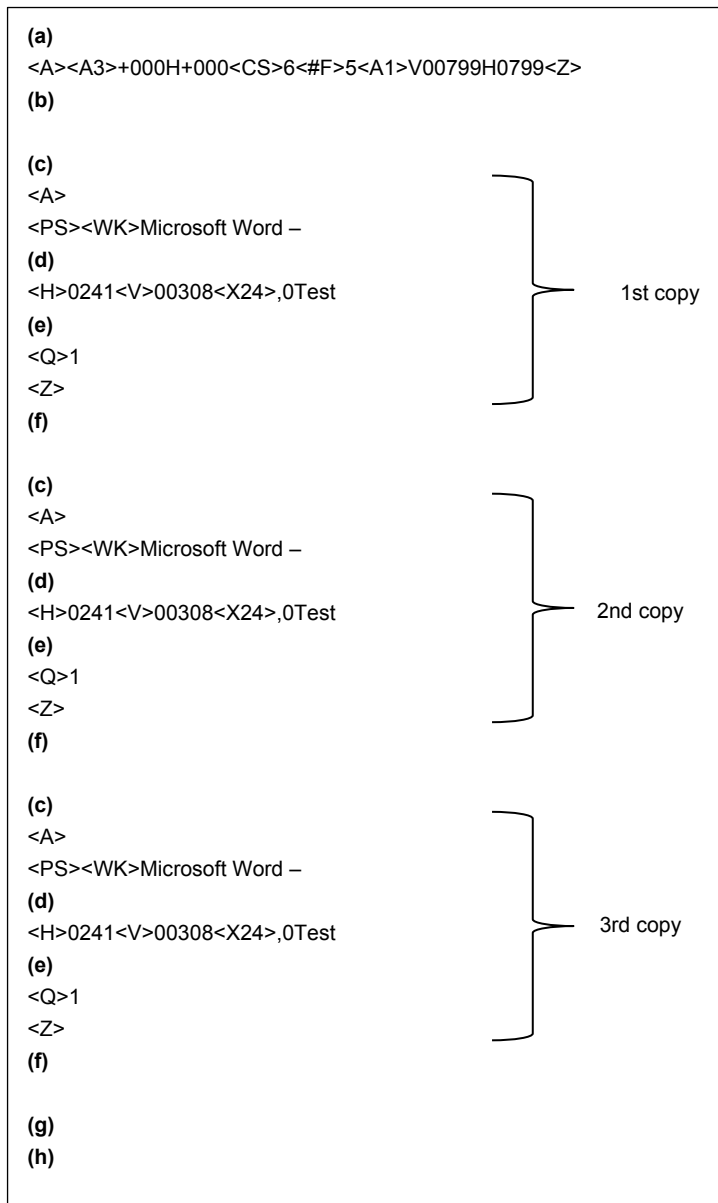 (a)
<A><A3>+000H+000<CS>6<#F>5<A1>V00799H0799<Z>
(b)
(c)
<A>
<PS><WK>Microsoft Word –
(d)
<H>0241<V>00308<X24>,0Test
(e)
<Q>1
<Z>
(f)
1st copy
(c)
<A>
<PS><WK>Microsoft Word –
(d)
<H>0241<V>00308<X24>,0Test
(e)
<Q>1
<Z>
(f)
2nd copy
(c)
<A>
<PS><WK>Microsoft Word –
(d)
<H>0241<V>00308<X24>,0Test
(e)
<Q>1
<Z>
(f)
3rd copy
(g)
(h)